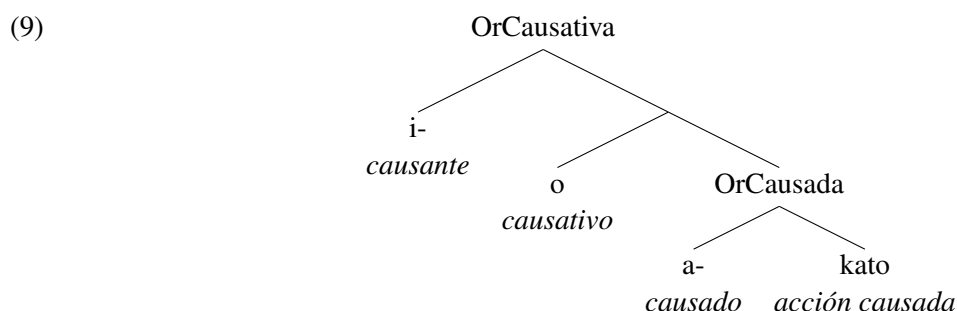 (9) OrCausativa
i-
causante
o OrCausada
causativo
a- kato
causado acción causada